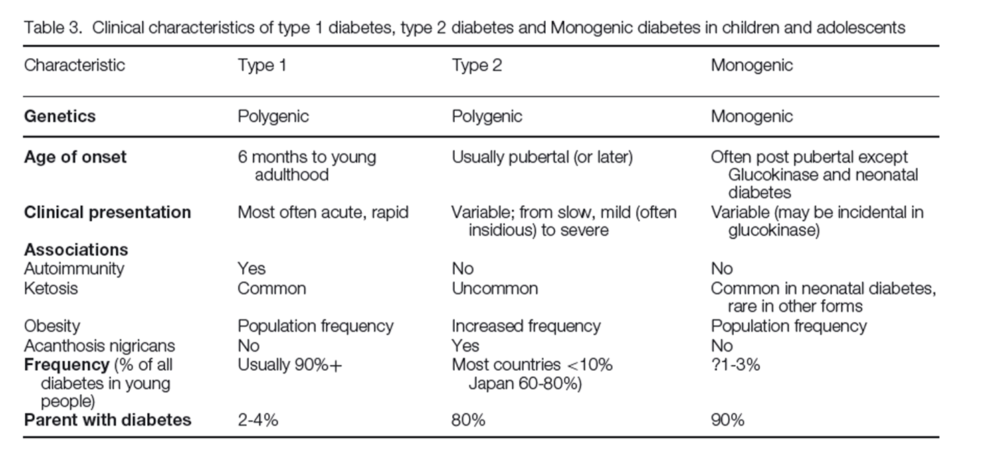 Table 3. Clinical characteristics of type 1 diabetes, type 2 diabetes and Monogenic diabetes in children and adolescents
Characteristic Type 1 Type 2 Monogenic
Genetics Polygenic Polygenic Monogenic
Age of onset 6 months to young Usually pubertal (or later) Often post pubertal except
adulthood Glucokinase and neonatal
diabetes
Clinical presentation Most often acute, rapid Variable; from slow, mild (often Variable (may be incidental in
insidious) to severe glucokinase)
Associations
Autoimmunity Yes No No
Ketosis Common Uncommon Common in neonatal diabetes,
rare in other forms
Obesity Population frequency Increased frequency Population frequency
Acanthosis nigricans No Yes No
Frequency (% of all Usually 90%+ Most countries <10% ?1-3%
diabetes in young Japan 60-80%)
people)
Parent with diabetes 2-4% 80% 90%